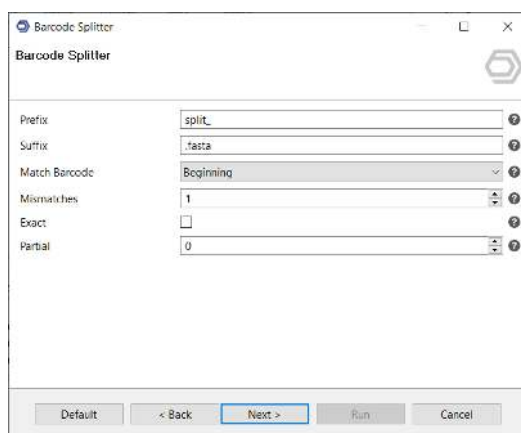 Barcode Splitter
Barcode Splitter
Prefix split_
Suffix .fasta
Match Barcode Beginning
Mismatches 1
Exact
Partial 0
Default < Back Next > Run Cancel